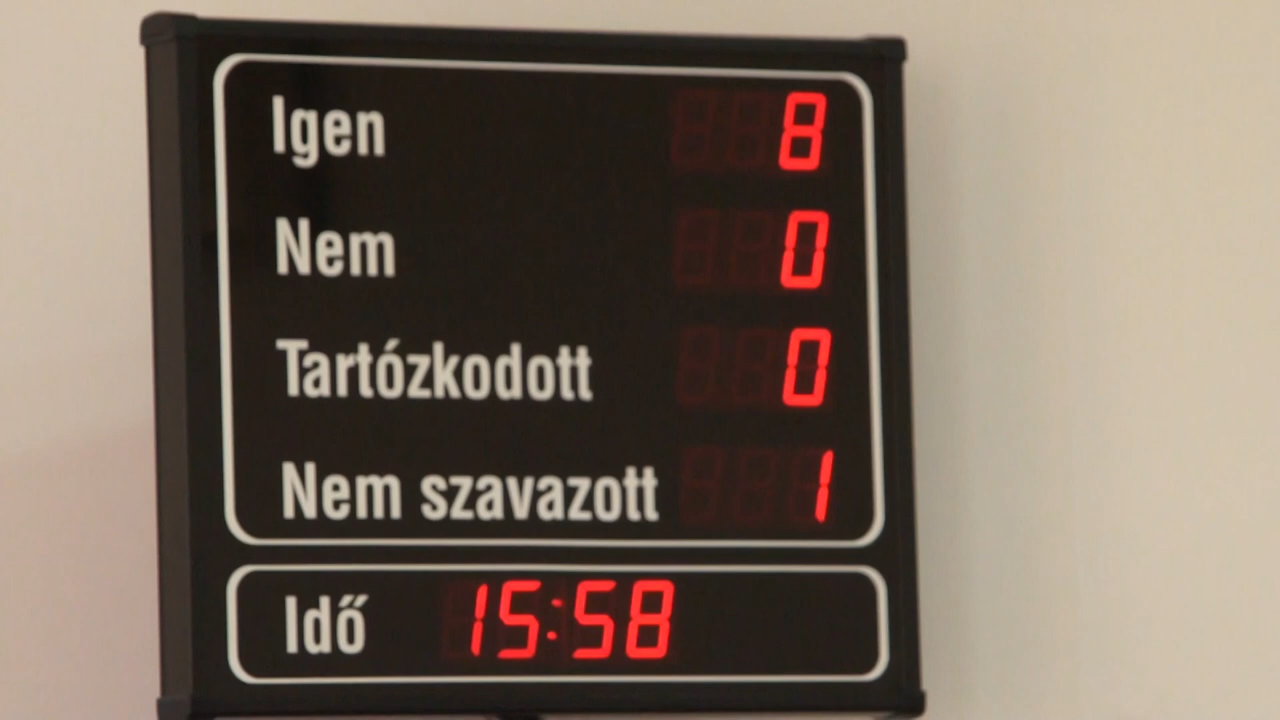 Igen 8
Nem 0
Tartózkodott 0
Nem szavazott 1
Idő 15:58